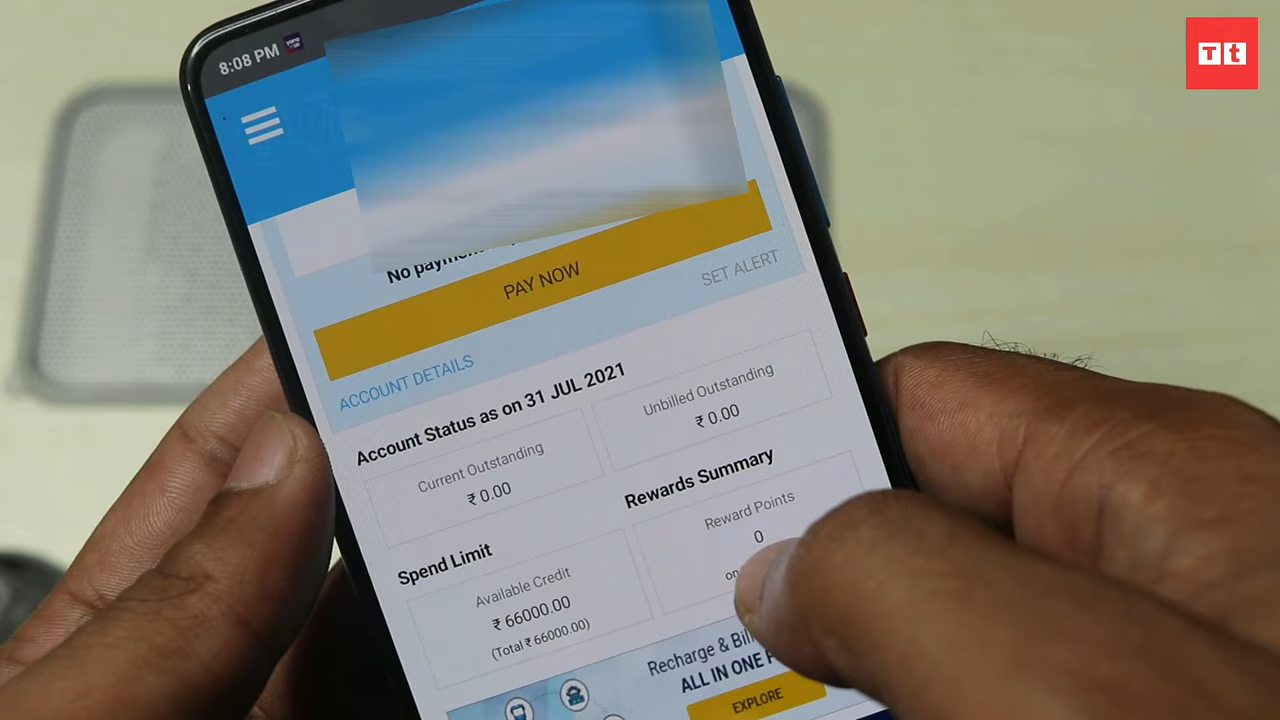 Tt
8:08 PM
No payment
PAY NOW
ACCOUNT DETAILS
SET ALERT
Account Status as on 31 JUL 2021
Current Outstanding
₹ 0.00
Unbilled Outstanding
₹ 0.00
Spend Limit
Available Credit
₹ 66000.00
(Total ₹ 66000.00)
Rewards Summary
Reward Points
0
on
Recharge & Bill
ALL IN ONE
EXPLORE